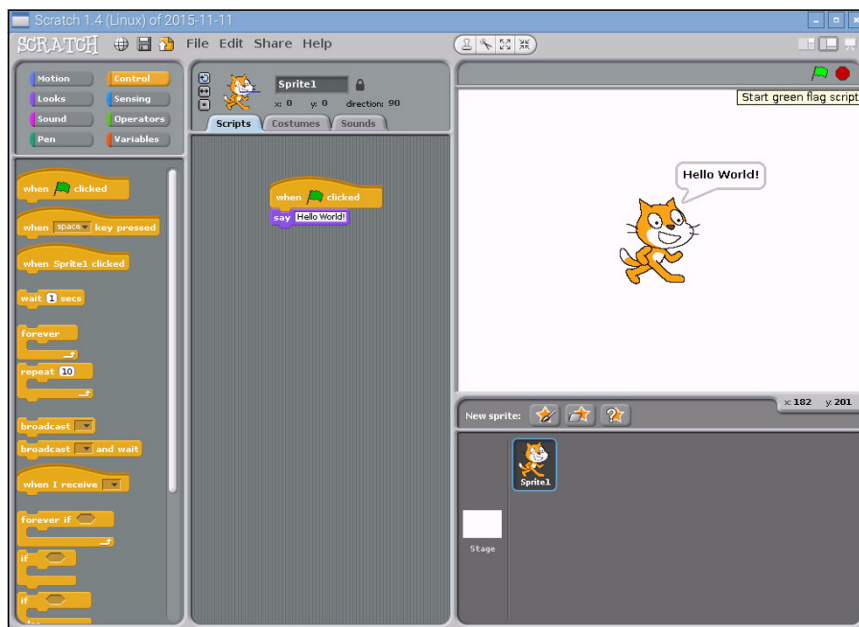 Scratch 1.4 (Linux) of 2015-11-11
SCRATCH File Edit Share Help
Motion Control
Looks Sensing
Sound Operators
Pen Variables
Sprite1
x: 0 y: 0 direction: 90
Scripts Costumes Sounds
when clicked
when space key pressed
when Sprite1 clicked
wait 1 secs
forever
repeat 10
broadcast
broadcast and wait
when I receive
forever if
if
if
when clicked
say Hello World!
Start green flag script
Hello World!
x:182 y:201
New sprite:
Sprite1
Stage